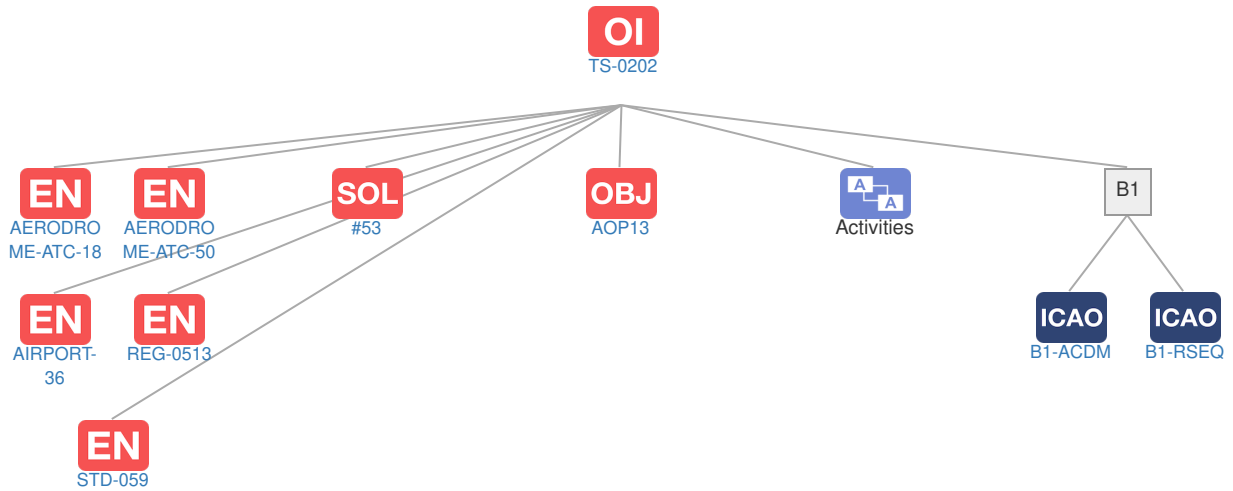 OI
TS-0202
EN
AERODRO
ME-ATC-18
EN
AERODRO
ME-ATC-50
SOL
#53
OBJ
AOP13
A
A
Activities
B1
EN
AIRPORT-
36
EN
REG-0513
ICAO
B1-ACDM
ICAO
B1-RSEQ
EN
STD-059